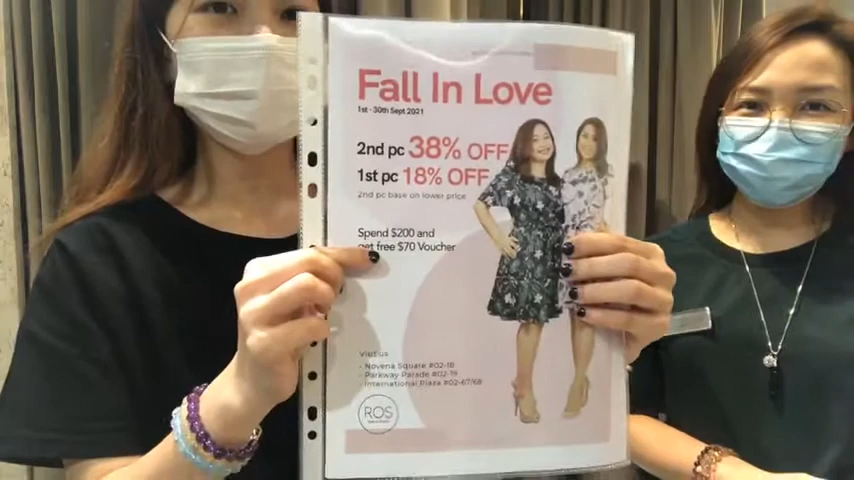 Fall In Love
1st - 30th Sept 2021
2nd pc 38% OFF
1st pc 18% OFF
2nd pc base on lower price
Spend $200 and
get free $70 Voucher
Visit us
• Novena Square #02-18
• Parkway Parade #02-19
• International Plaza #02-67/68
ROS